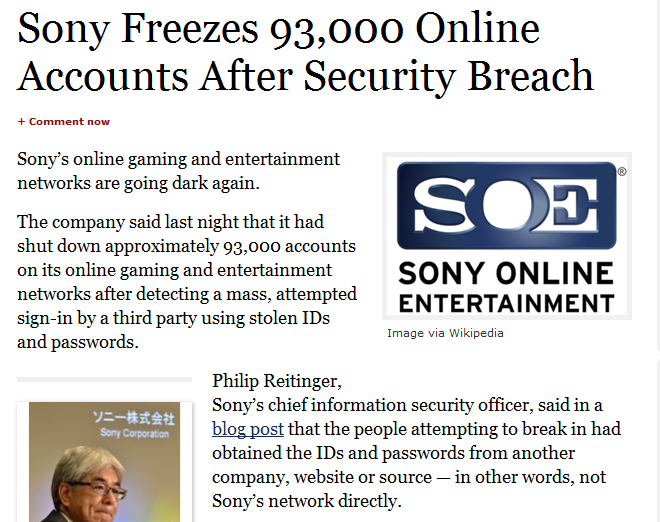 Sony Freezes 93,000 Online
Accounts After Security Breach
+ Comment now
Sony's online gaming and entertainment
networks are going dark again.
The company said last night that it had
shut down approximately 93,000 accounts
on its online gaming and entertainment
networks after detecting a mass, attempted
sign-in by a third party using stolen IDs
and passwords.
SOE®
SONY ONLINE
ENTERTAINMENT
Image via Wikipedia
ソニー株式会社
Sony Corporation
Philip Reitinger,
Sony's chief information security officer, said in a
blog post that the people attempting to break in had
obtained the IDs and passwords from another
company, website or source — in other words, not
Sony's network directly.